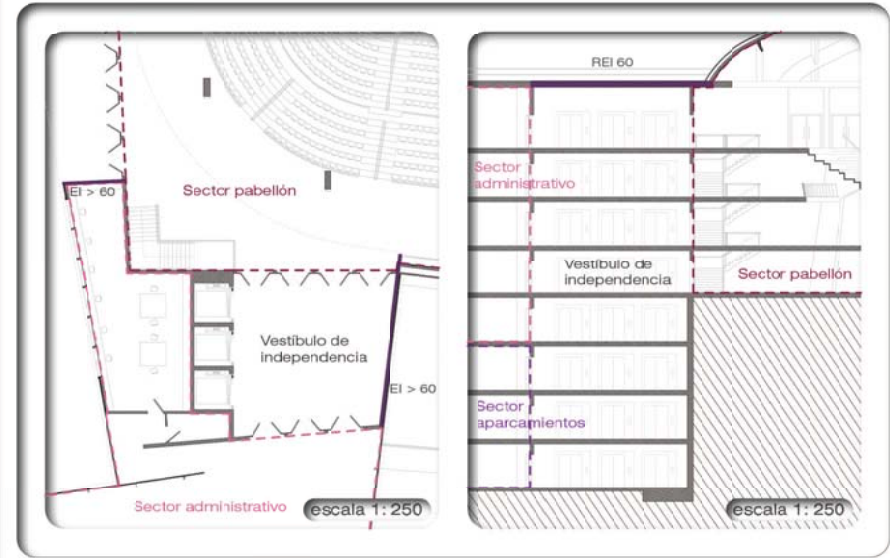 EI > 60
Sector pabellón
Vestíbulo de
independencia
EI > 60
Sector administrativo
escala 1: 250
REI 60
Sector
administrativo
Vestíbulo de
independencia
Sector pabellón
Sector
aparcamientos
escala 1: 250